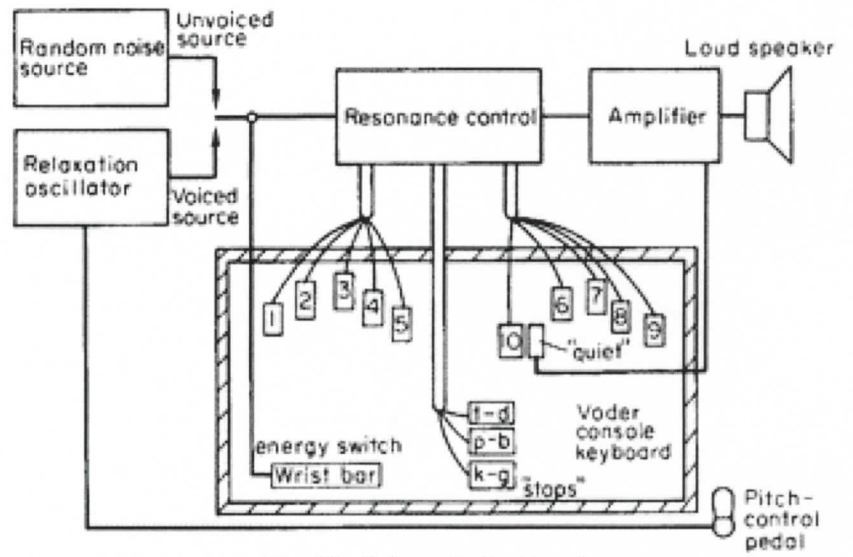 Unvoiced
source
Random noise
source
Loud speaker
Resonance control
Amplifier
Relaxation
oscillator
Voiced
source
1
2
3
4
5
6
7
8
9
10
"quiet"
t-d
p-b
k-g
"stops"
Voder
console
keyboard
energy switch
Wrist bar
Pitch-
control
pedal